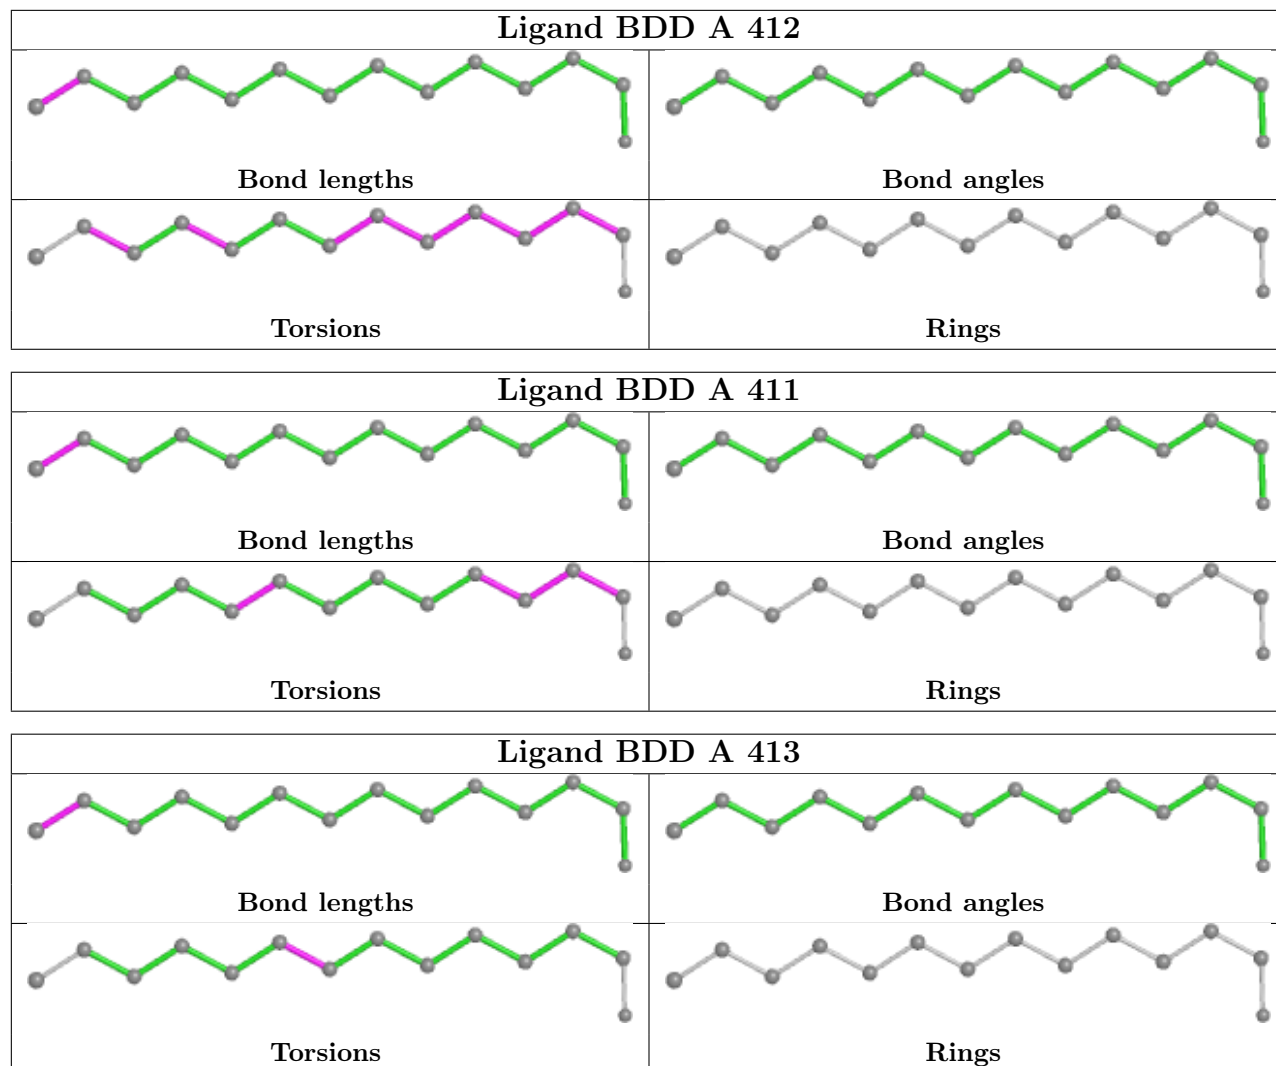 Ligand BDD A 412
Bond lengths
Bond angles
Torsions
Rings
Ligand BDD A 411
Bond lengths
Bond angles
Torsions
Rings
Ligand BDD A 413
Bond lengths
Bond angles
Torsions
Rings